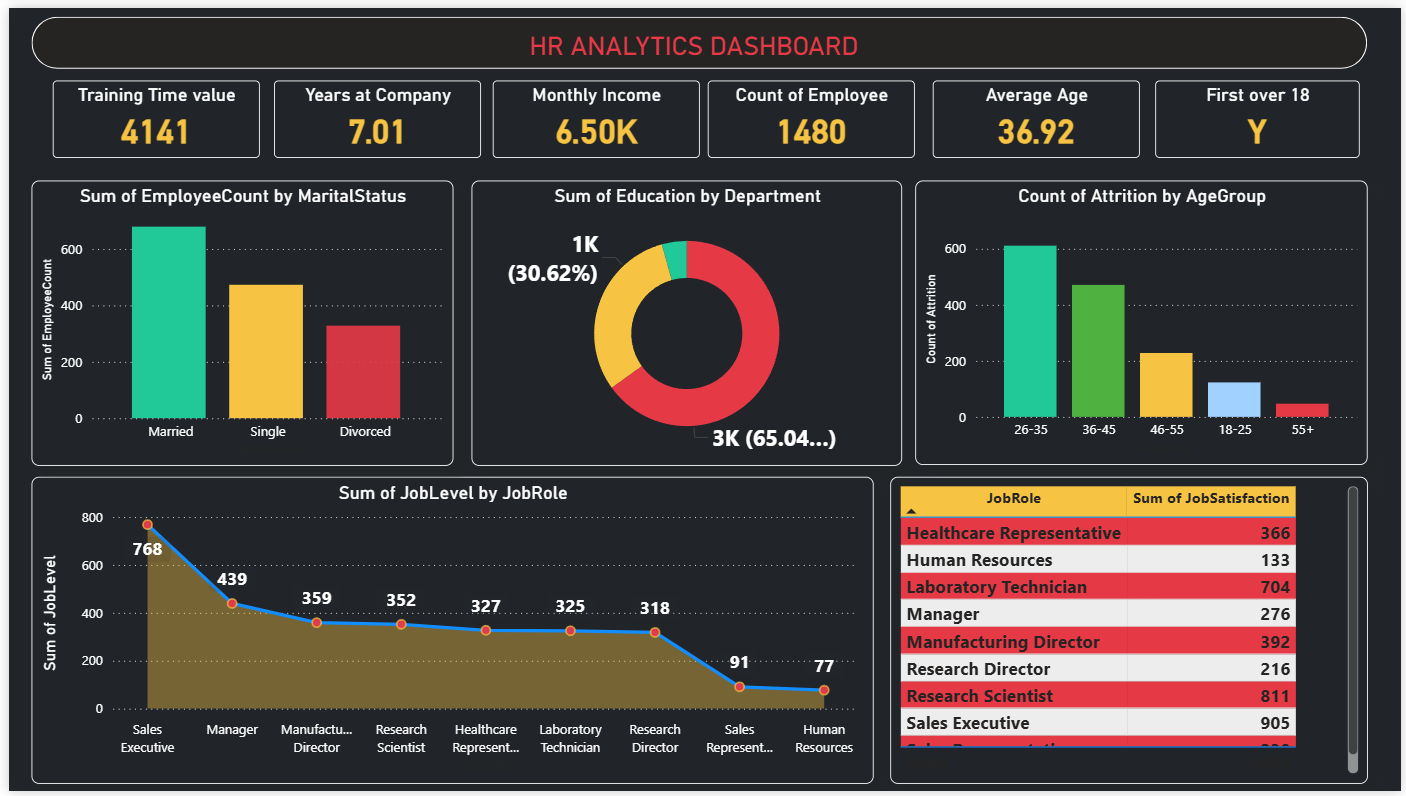 HR ANALYTICS DASHBOARD
Training Time value
4141
Years at Company
7.01
Monthly Income
6.50K
Count of Employee
1480
Average Age
36.92
First over 18
Y
Sum of EmployeeCount by MaritalStatus
Sum of EmployeeCount
600
400
200
0
Married
Single
Divorced
Sum of Education by Department
1K
(30.62%)
3K (65.04...)
Count of Attrition by AgeGroup
Count of Attrition
600
400
200
0
26-35
36-45
46-55
18-25
55+
Sum of JobLevel by JobRole
Sum of JobLevel
800
600
400
200
0
768
439
359
352
327
325
318
91
77
Sales
Executive
Manager
Manufactu...
Director
Research
Scientist
Healthcare
Represent...
Laboratory
Technician
Research
Director
Sales
Represent...
Human
Resources
JobRole Sum of JobSatisfaction
Healthcare Representative 366
Human Resources 133
Laboratory Technician 704
Manager 276
Manufacturing Director 392
Research Director 216
Research Scientist 811
Sales Executive 905